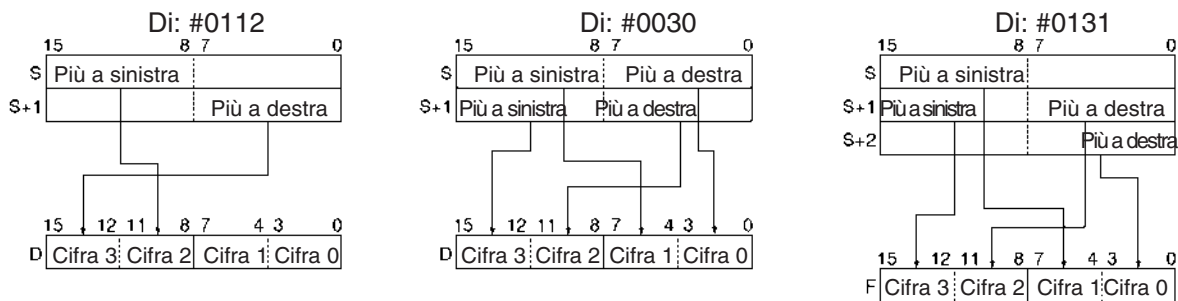 Di: #0112
15 8 7 0
S Più a sinistra
S+1 Più a destra
15 12 11 8 7 4 3 0
D Cifra 3 Cifra 2 Cifra 1 Cifra 0
Di: #0030
15 8 7 0
S Più a sinistra Più a destra
S+1 Più a sinistra Più a destra
15 12 11 8 7 4 3 0
D Cifra 3 Cifra 2 Cifra 1 Cifra 0
Di: #0131
15 8 7 0
S Più a sinistra
S+1 Più a sinistra Più a destra
S+2 Più a destra
15 12 11 8 7 4 3 0
F Cifra 3 Cifra 2 Cifra 1 Cifra 0